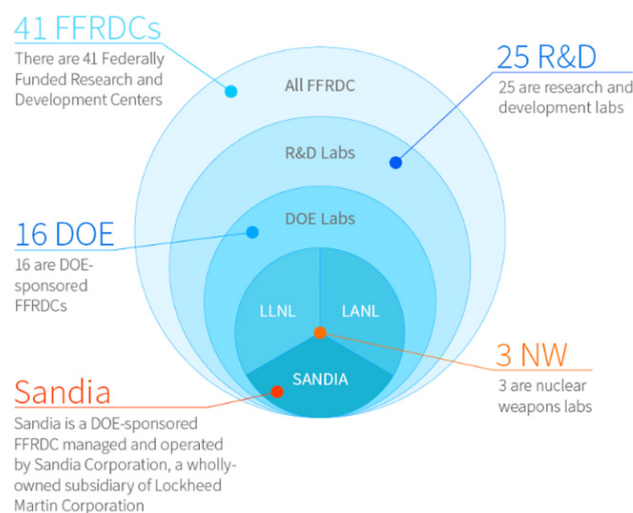 41 FFRDCs
There are 41 Federally
Funded Research and
Development Centers
25 R&D
25 are research and
development labs
All FFRDC
R&D Labs
DOE Labs
16 DOE
16 are DOE-
sponsored
FFRDCs
LLNL
LANL
SANDIA
3 NW
3 are nuclear
weapons labs
Sandia
Sandia is a DOE-sponsored
FFRDC managed and operated
by Sandia Corporation, a wholly-
owned subsidiary of Lockheed
Martin Corporation